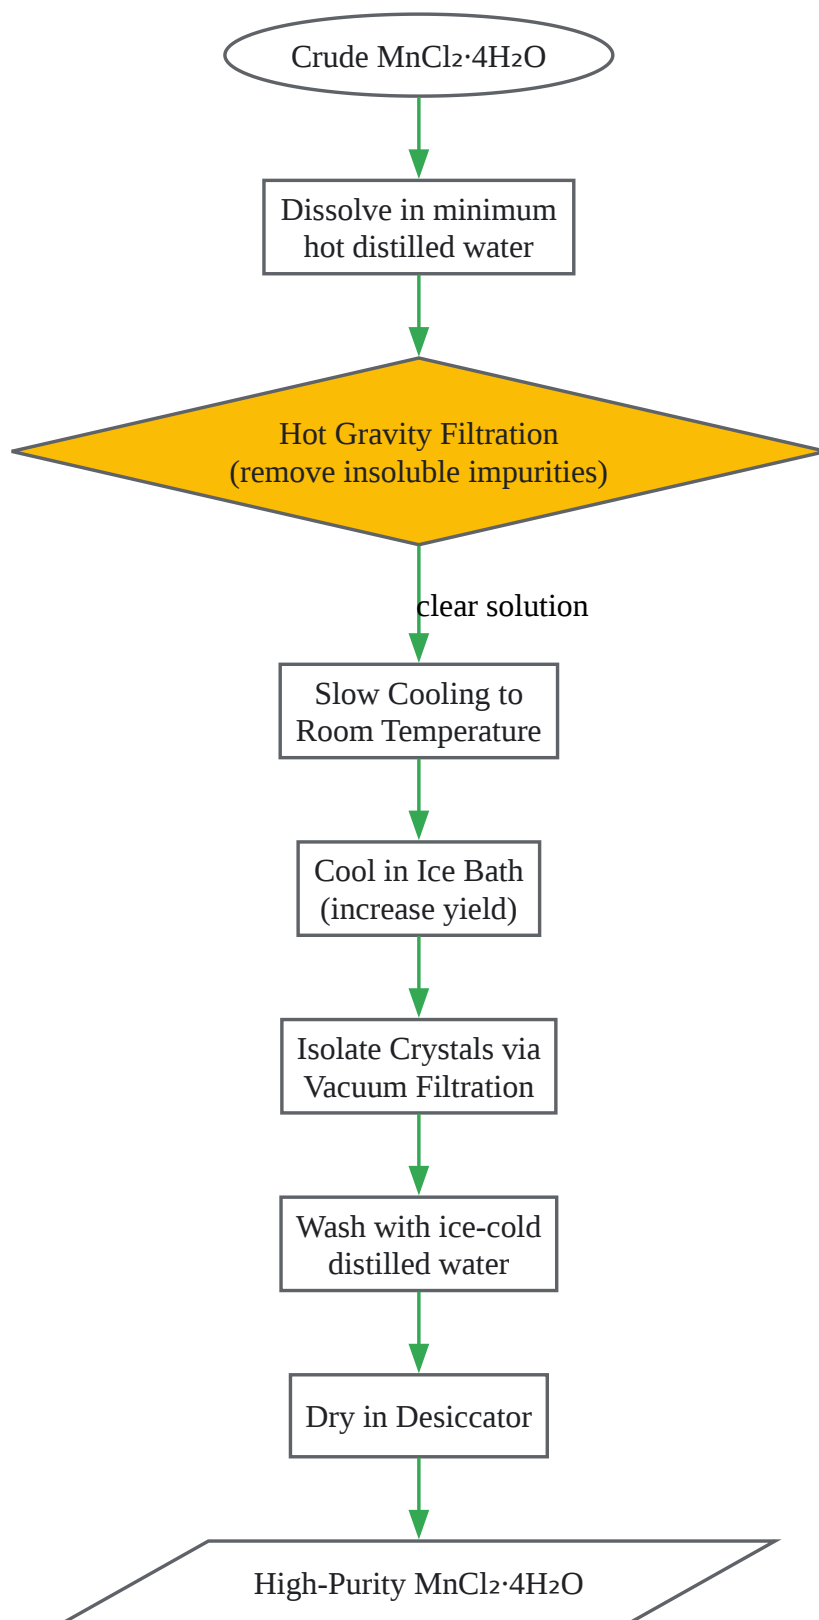 Crude MnCl₂·4H₂O
Dissolve in minimum
hot distilled water
Hot Gravity Filtration
(remove insoluble impurities)
clear solution
Slow Cooling to
Room Temperature
Cool in Ice Bath
(increase yield)
Isolate Crystals via
Vacuum Filtration
Wash with ice-cold
distilled water
Dry in Desiccator
High-Purity MnCl₂·4H₂O